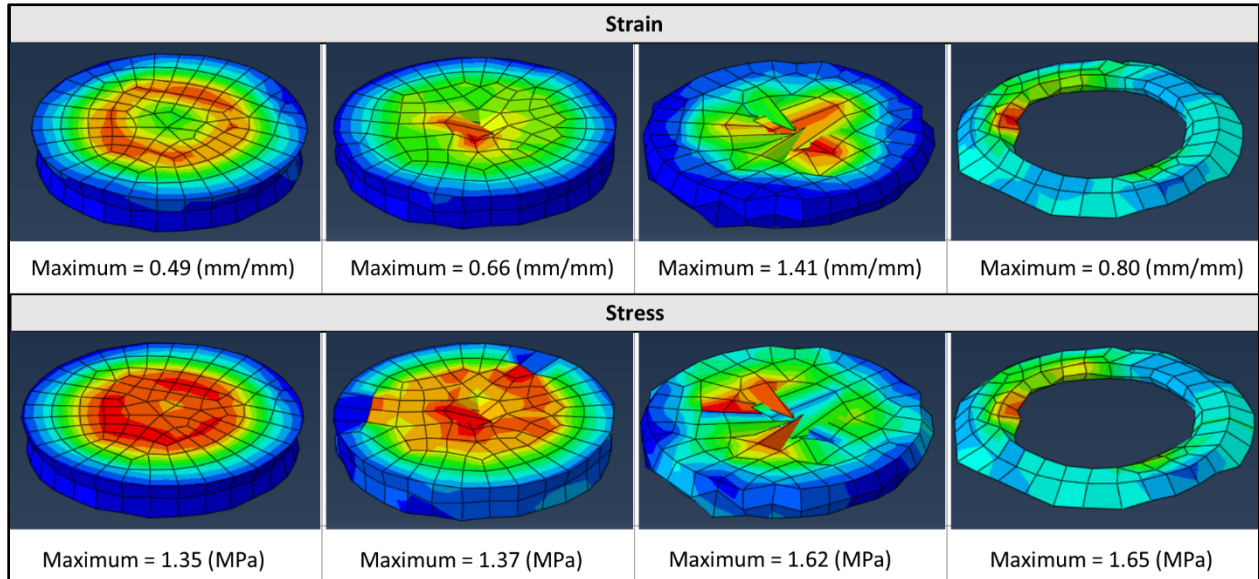 Strain
Maximum = 0.49 (mm/mm)
Maximum = 0.66 (mm/mm)
Maximum = 1.41 (mm/mm)
Maximum = 0.80 (mm/mm)
Stress
Maximum = 1.35 (MPa)
Maximum = 1.37 (MPa)
Maximum = 1.62 (MPa)
Maximum = 1.65 (MPa)